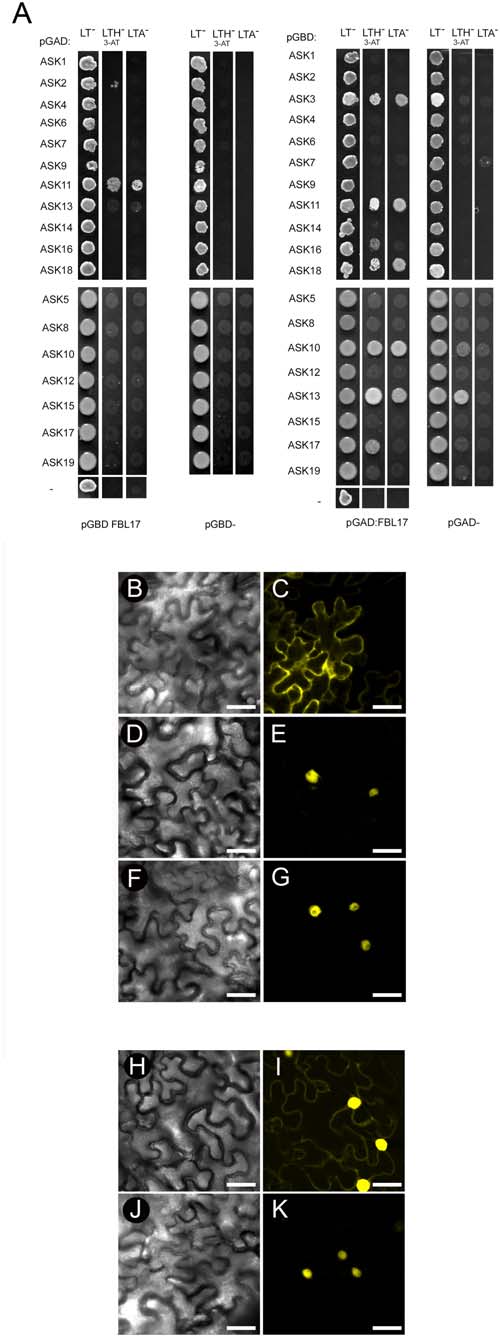 A
pGAD: LT⁻ LTH⁻ 3-AT LTA⁻ LT⁻ LTH⁻ 3-AT LTA⁻
ASK1
ASK2
ASK4
ASK6
ASK7
ASK9
ASK11
ASK13
ASK14
ASK16
ASK18
ASK5
ASK8
ASK10
ASK12
ASK15
ASK17
ASK19
-
pGBD FBL17 pGBD-
pGBD: LT⁻ LTH⁻ 3-AT LTA⁻ LT⁻ LTH⁻ 3-AT LTA⁻
ASK1
ASK2
ASK3
ASK4
ASK6
ASK7
ASK9
ASK11
ASK14
ASK16
ASK18
ASK5
ASK8
ASK10
ASK12
ASK13
ASK15
ASK17
ASK19
-
pGAD:FBL17 pGAD-
B C
D E
F G
H I
J K